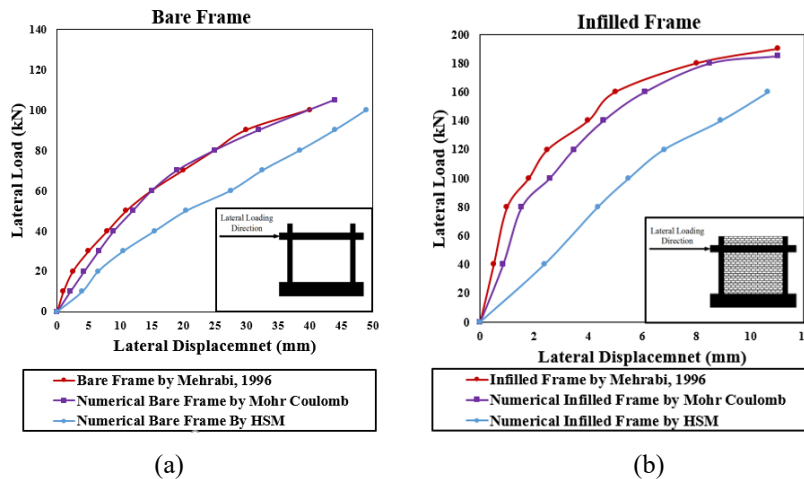 Bare Frame
140
120
100
80
60
40
20
0
Lateral Load (kN)
0 5 10 15 20 25 30 35 40 45 50
Lateral Displacemnet (mm)
Lateral Loading
Direction
Bare Frame by Mehrabi, 1996
Numerical Bare Frame by Mohr Coulomb
Numerical Bare Frame By HSM
(a)
Infilled Frame
200
180
160
140
120
100
80
60
40
20
0
Lateral Load (kN)
0 2 4 6 8 10 12
Lateral Displacemnet (mm)
Lateral Loading
Direction
Infilled Frame by Mehrabi, 1996
Numerical Infilled Frame by Mohr Coulomb
Numerical Infilled Frame by HSM
(b)